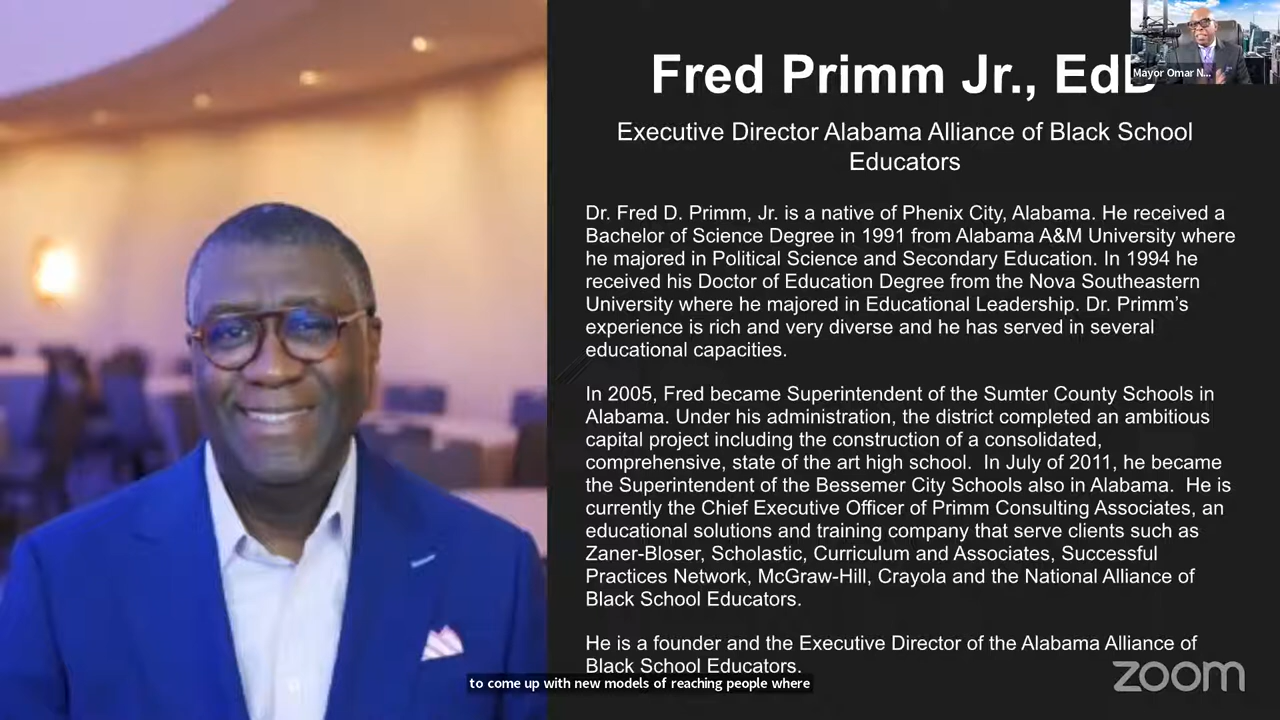 Fred Primm Jr., EdD
Mayor Omar N...
Executive Director Alabama Alliance of Black School
Educators
Dr. Fred D. Primm, Jr. is a native of Phenix City, Alabama. He received a
Bachelor of Science Degree in 1991 from Alabama A&M University where
he majored in Political Science and Secondary Education. In 1994 he
received his Doctor of Education Degree from the Nova Southeastern
University where he majored in Educational Leadership. Dr. Primm’s
experience is rich and very diverse and he has served in several
educational capacities.
In 2005, Fred became Superintendent of the Sumter County Schools in
Alabama. Under his administration, the district completed an ambitious
capital project including the construction of a consolidated,
comprehensive, state of the art high school. In July of 2011, he became
the Superintendent of the Bessemer City Schools also in Alabama. He is
currently the Chief Executive Officer of Primm Consulting Associates, an
educational solutions and training company that serve clients such as
Zaner-Bloser, Scholastic, Curriculum and Associates, Successful
Practices Network, McGraw-Hill, Crayola and the National Alliance of
Black School Educators.
He is a founder and the Executive Director of the Alabama Alliance of
Black School Educators.
to come up with new models of reaching people where
zoom